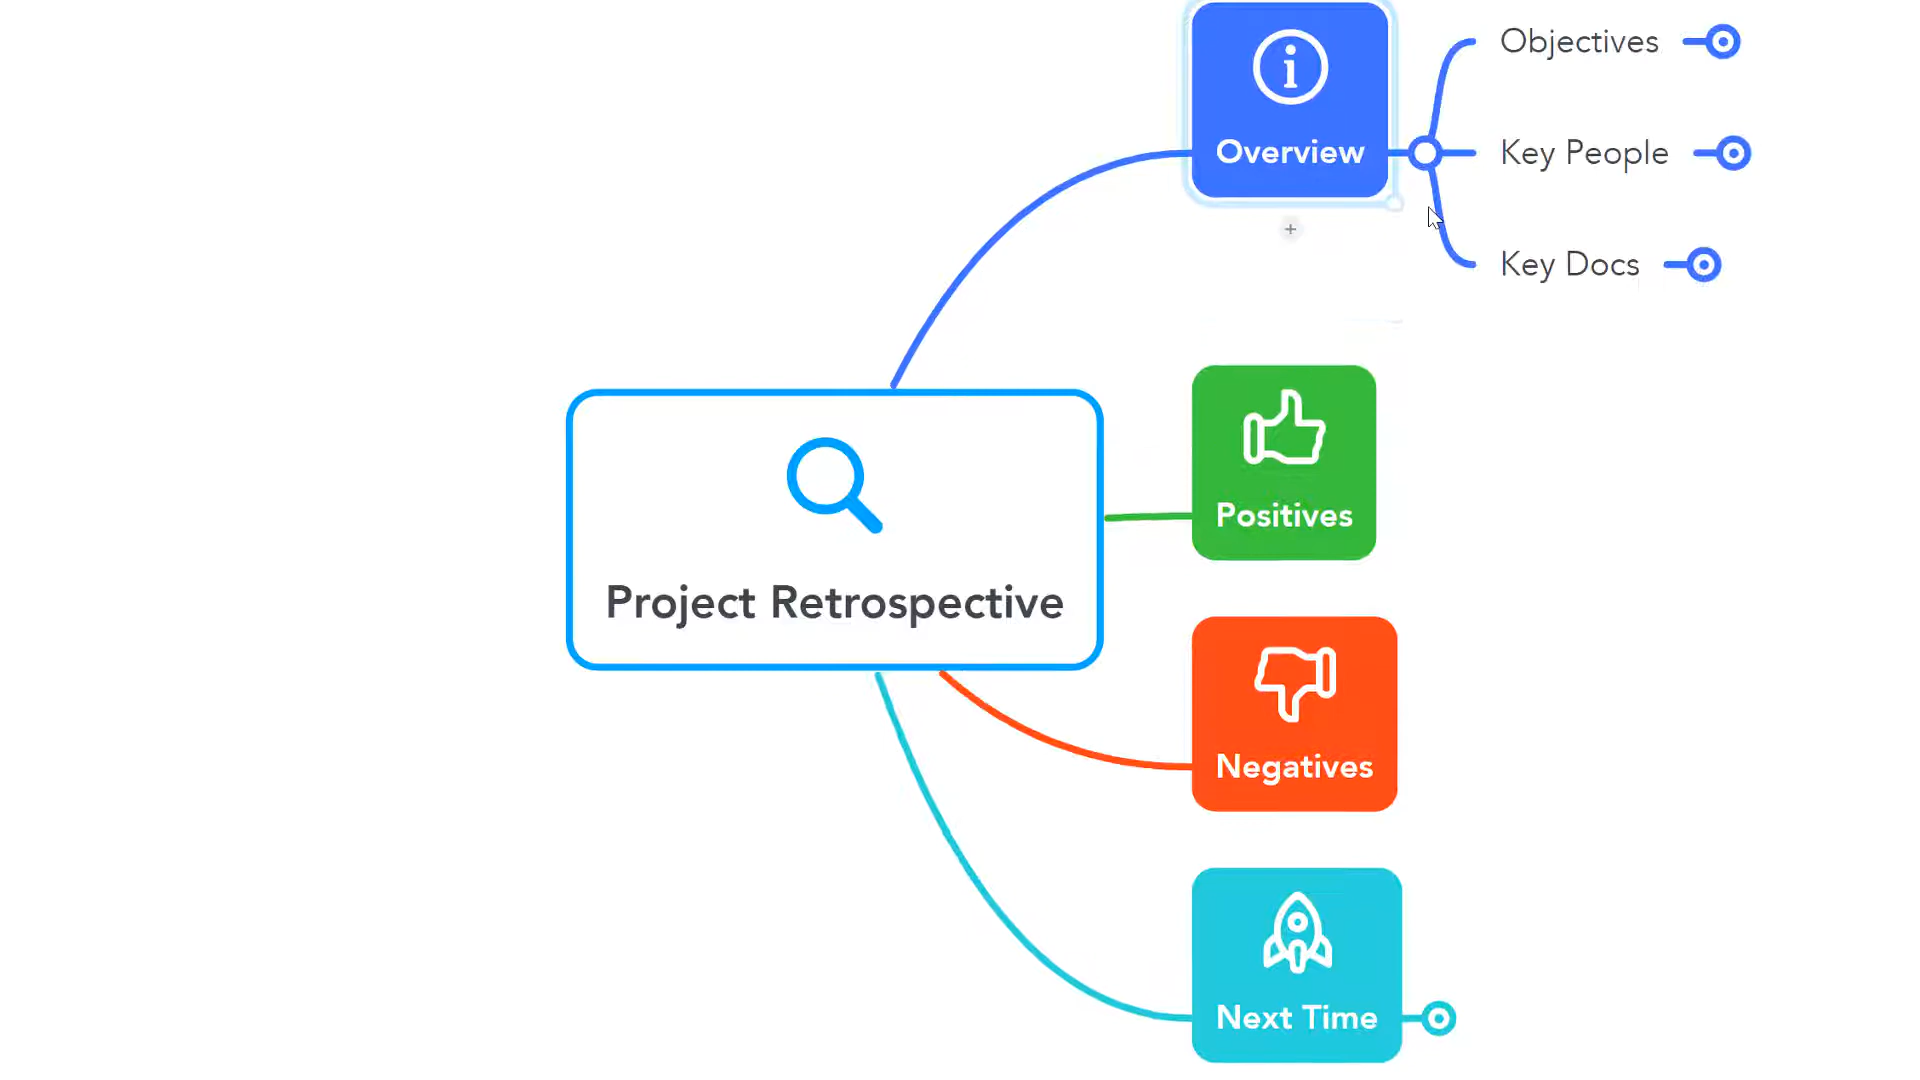 Overview
Objectives
Key People
Key Docs
Project Retrospective
Positives
Negatives
Next Time